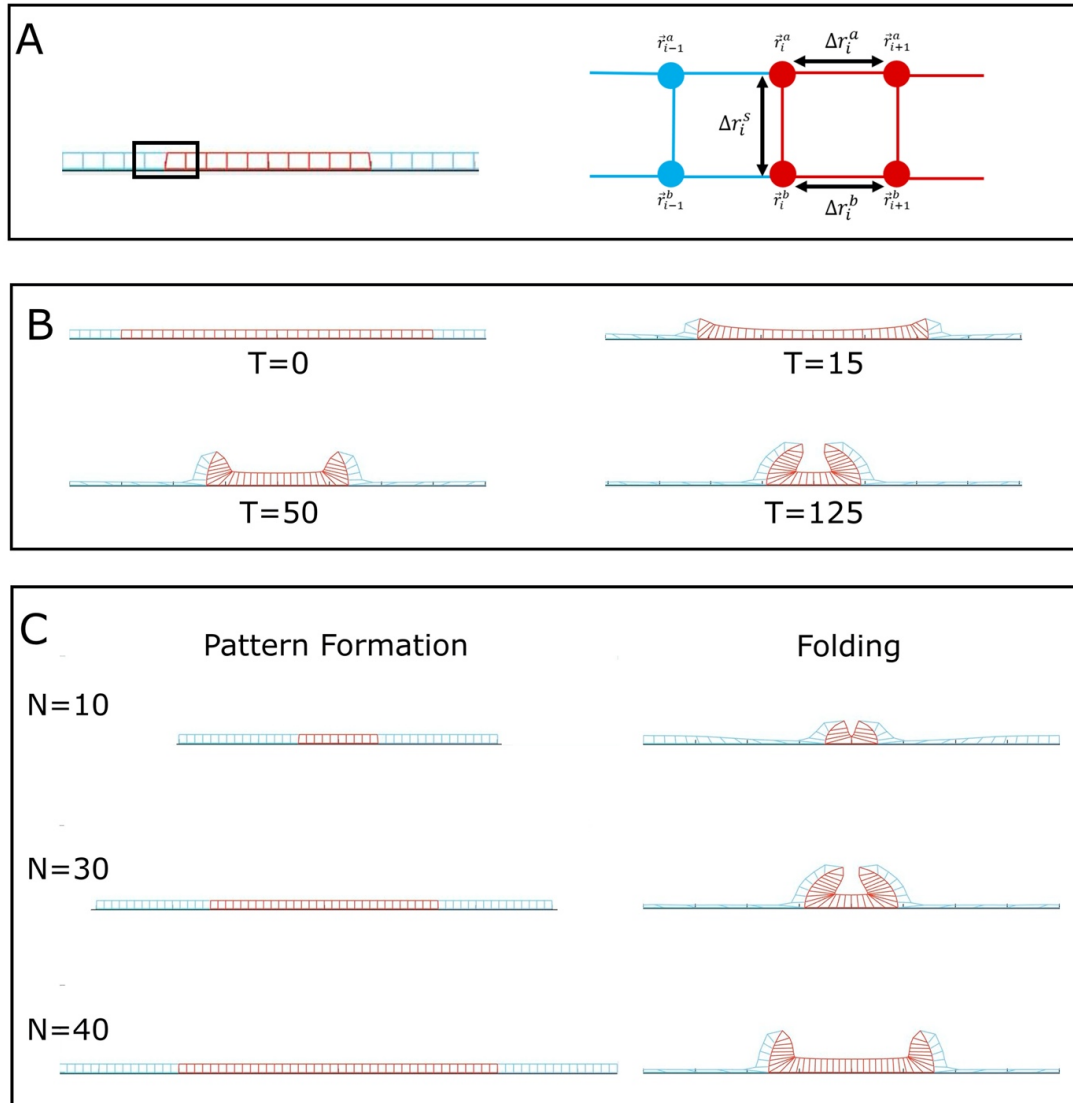 A
r⃗ᵃᵢ₋₁ r⃗ᵃᵢ Δrᵃᵢ r⃗ᵃᵢ₊₁
Δrˢᵢ
r⃗ᵇᵢ₋₁ r⃗ᵇᵢ Δrᵇᵢ r⃗ᵇᵢ₊₁
B
T=0 T=15
T=50 T=125
C
Pattern Formation Folding
N=10
N=30
N=40